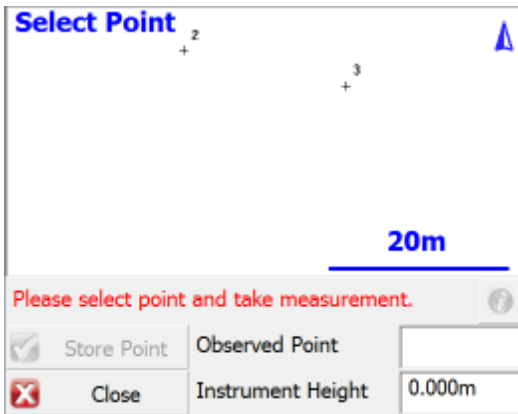 Select Point
2
3
20m
Please select point and take measurement.
Store Point Observed Point
Close Instrument Height 0.000m